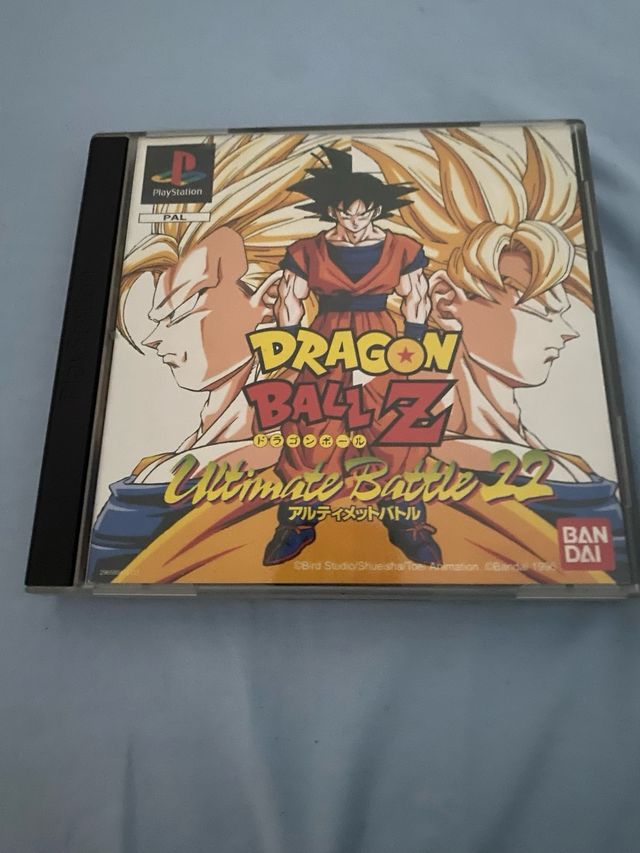 PlayStation
PAL
DRAGON
BALL Z
ドラゴンボール
Ultimate Battle 22
アルティメットバトル
BAN
DAI
©Bird Studio/Shueisha/Toei Animation. ©Bandai 1996